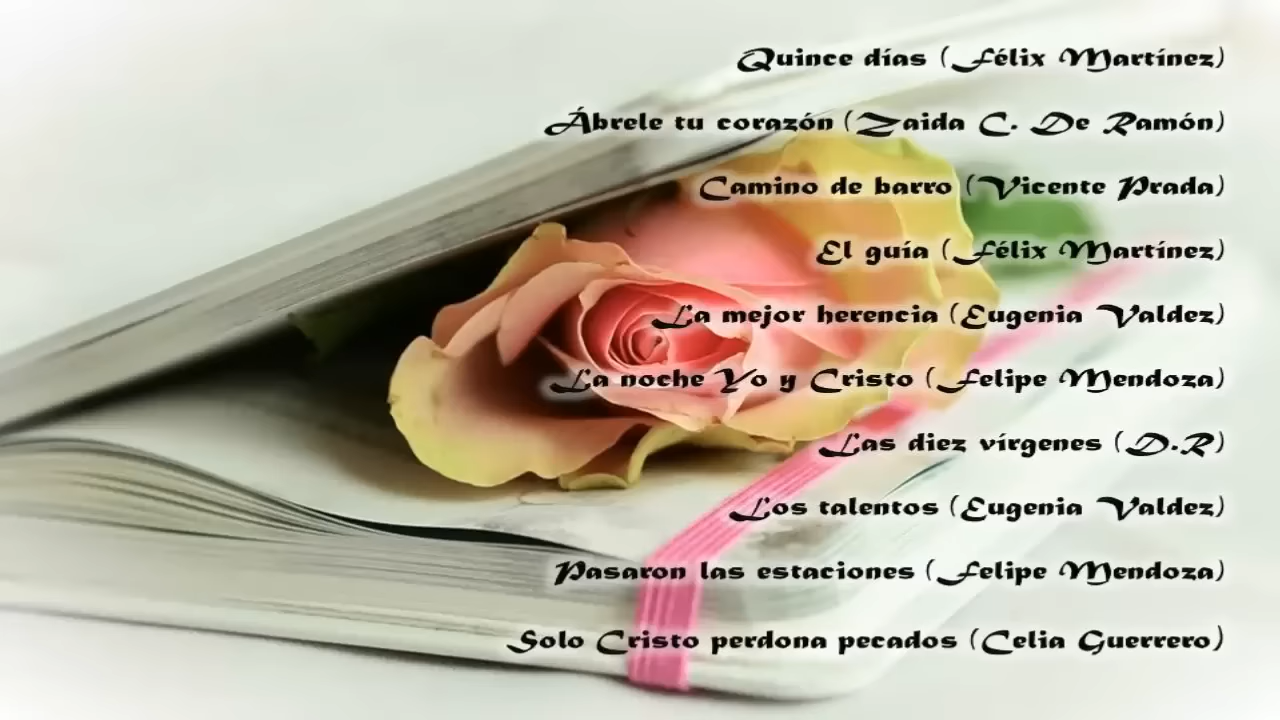 Quince días (Félix Martínez)
Ábrele tu corazón (Zaida C. De Ramón)
Camino de barro (Vicente Prada)
El guía (Félix Martínez)
La mejor herencia (Eugenia Valdez)
La noche Yo y Cristo (Felipe Mendoza)
Las diez vírgenes (D.R)
Los talentos (Eugenia Valdez)
Pasaron las estaciones (Felipe Mendoza)
Solo Cristo perdona pecados (Celia Guerrero)